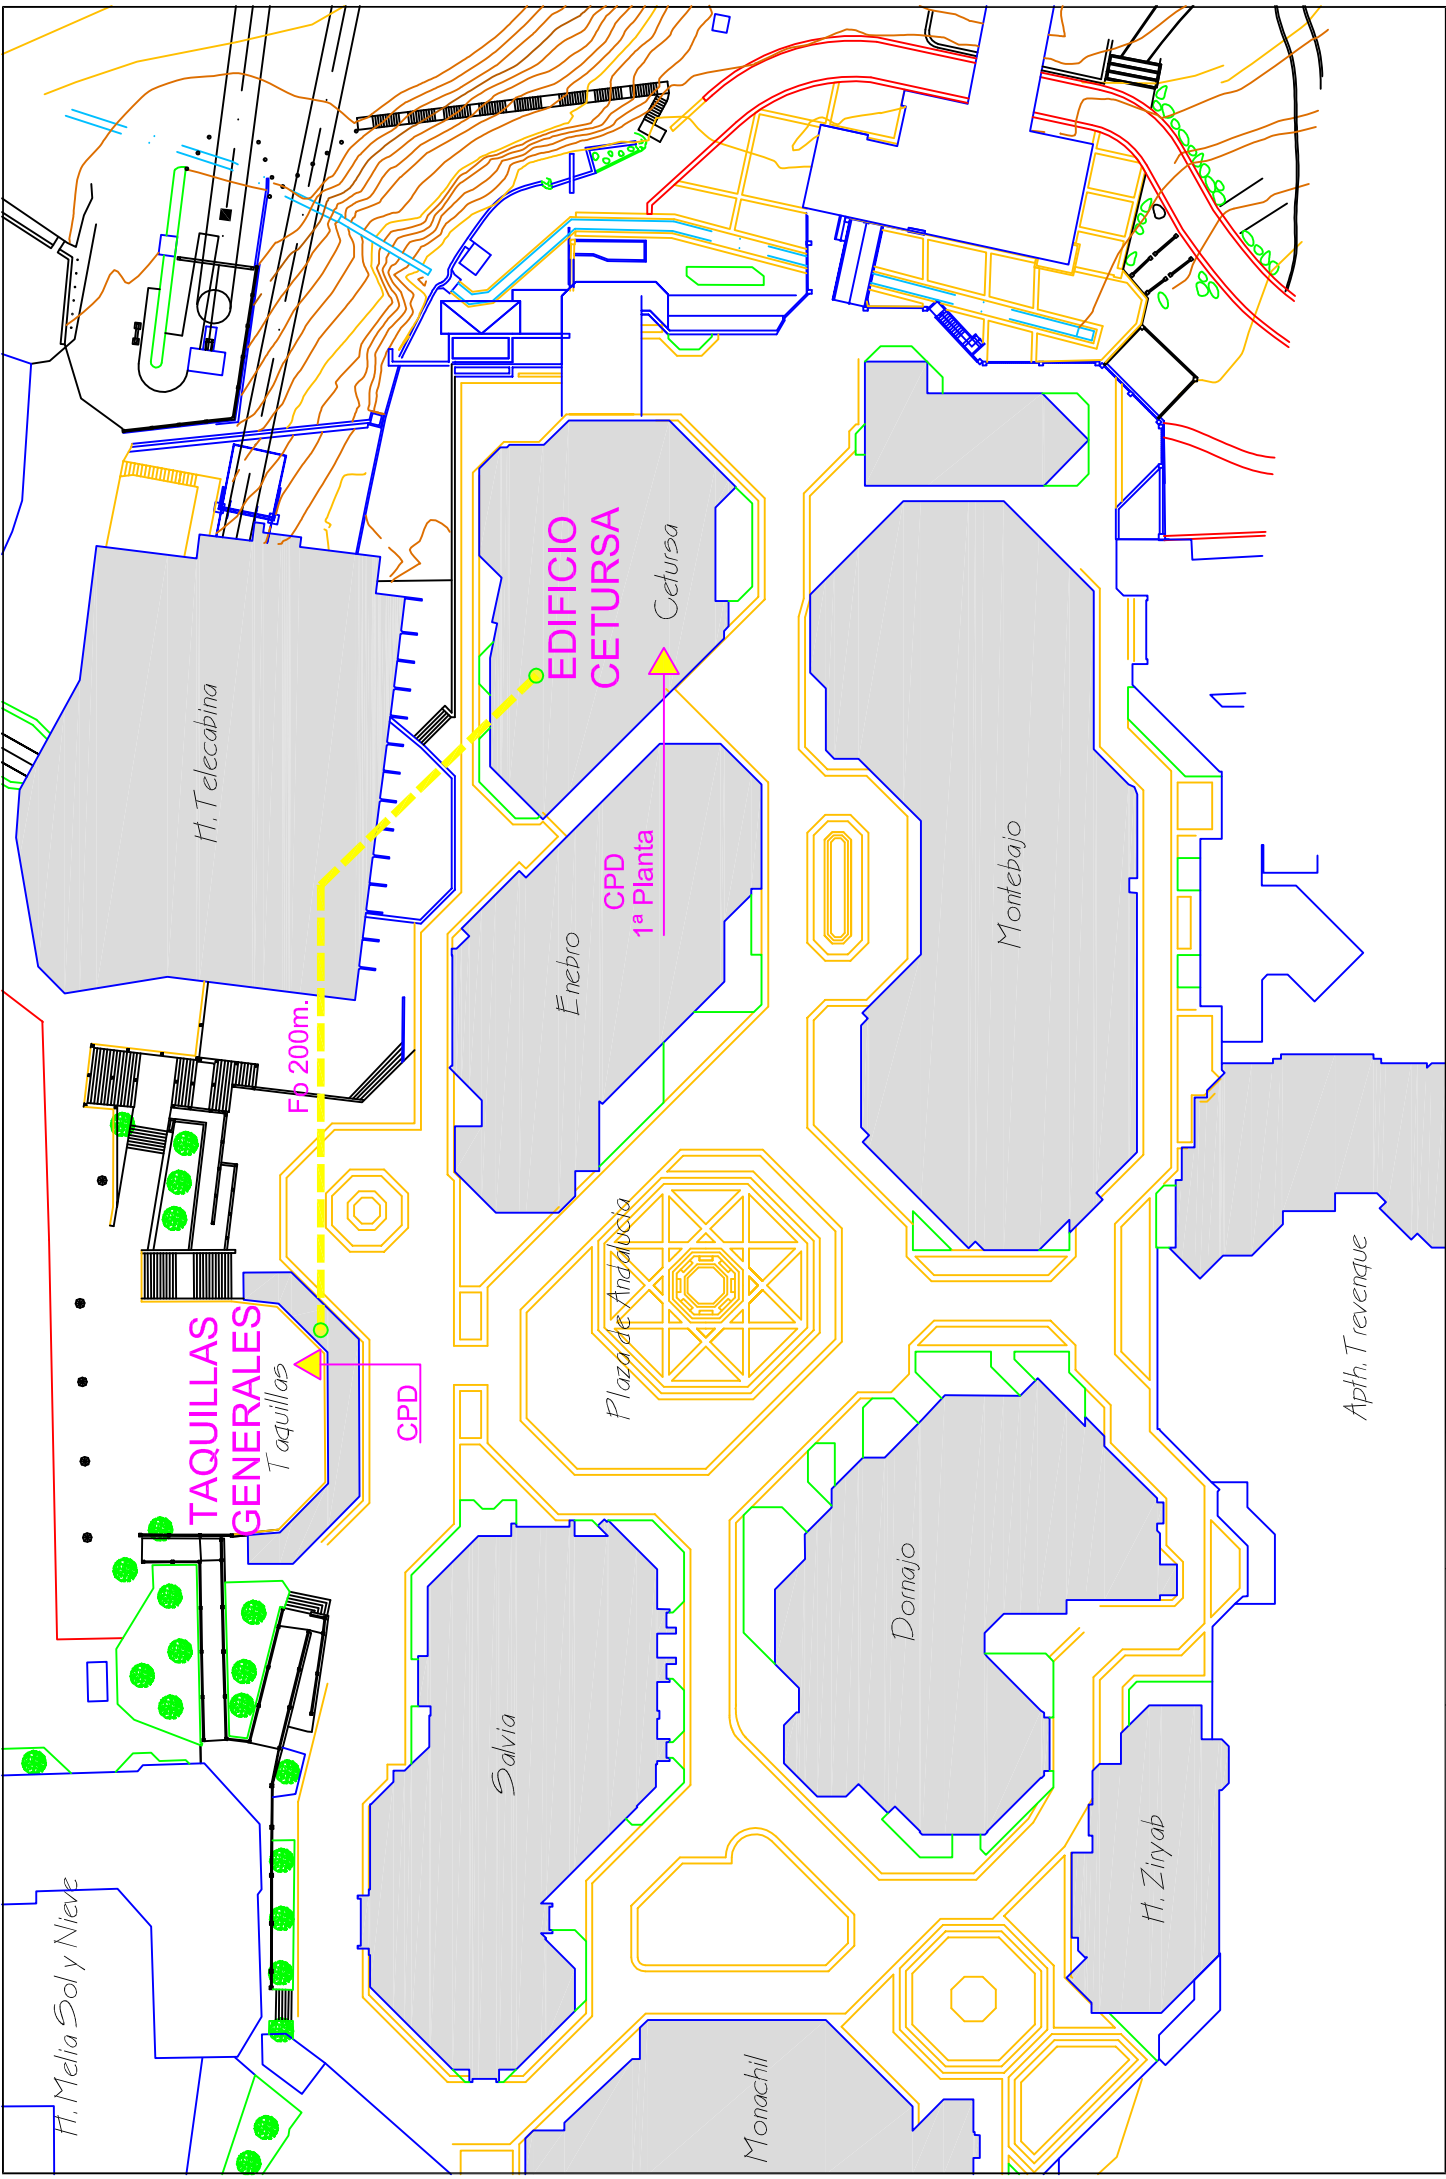 H. Telecabina
EDIFICIO
CETURSA
Cetursa
CPD
1ª Planta
Enebro
Montebajo
Fo 200m.
Plaza de Andalucia
TAQUILLAS
GENERALES
Taquillas
CPD
Apth. Trevenque
Dornajo
Salvia
H. Ziryab
H. Melia Sol y Nieve
Monachil